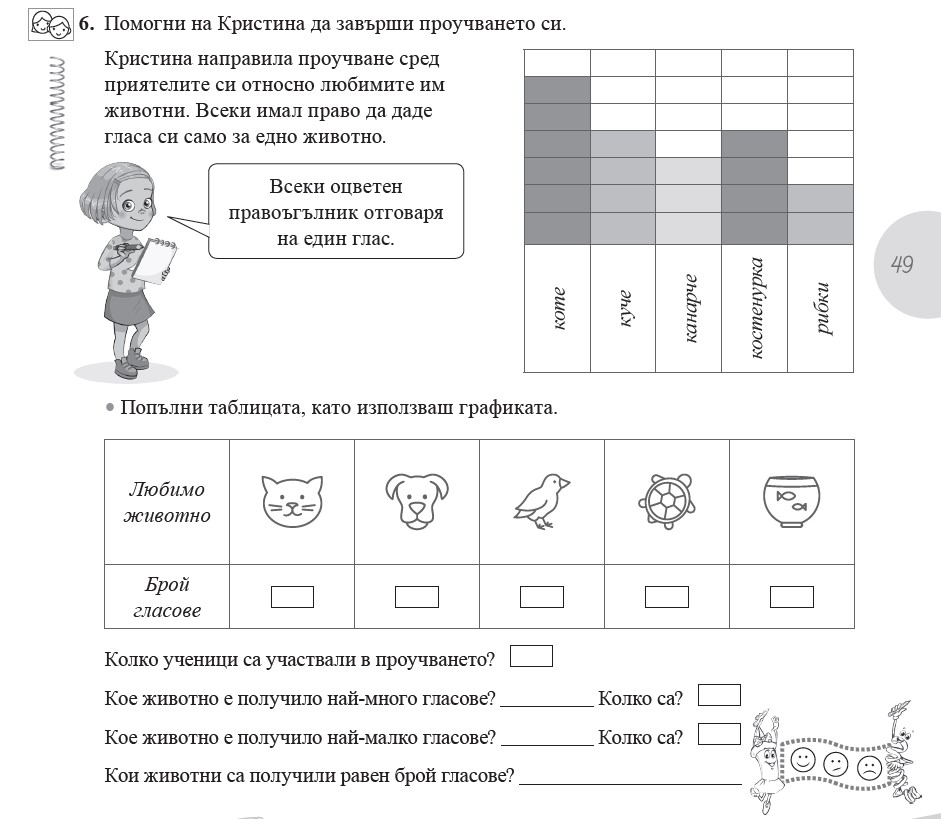 6. Помогни на Кристина да завърши проучването си.
Кристина направила проучване сред
приятелите си относно любимите им
животни. Всеки имал право да даде
гласа си само за едно животно.
Всеки оцветен
правоъгълник отговаря
на един глас.
коте
куче
канарче
костенурка
рибки
49
• Попълни таблицата, като използваш графиката.
Любимо
животно
Брой
гласове
Колко ученици са участвали в проучването?
Кое животно е получило най-много гласове? _________ Колко са?
Кое животно е получило най-малко гласове? _________ Колко са?
Кои животни са получили равен брой гласове? _____________________